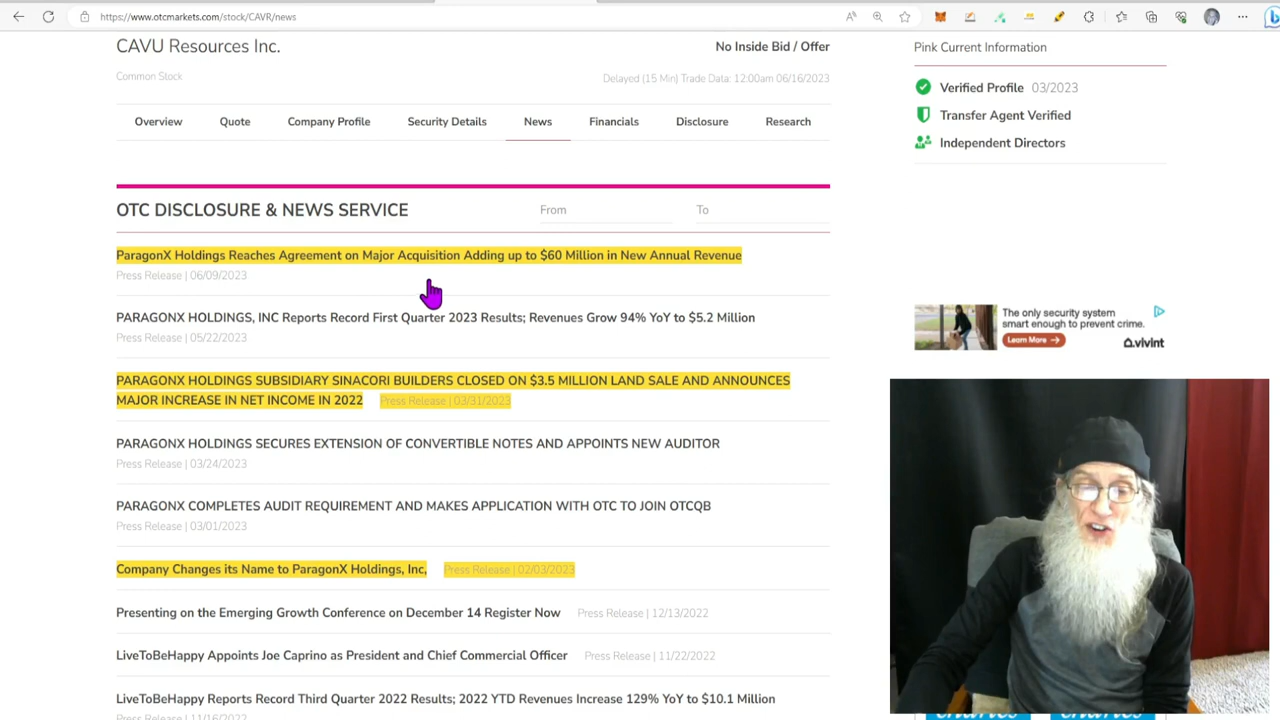 https://www.otcmarkets.com/stock/CAVR/news
CAVU Resources Inc.
No Inside Bid / Offer
Common Stock
Delayed (15 Min) Trade Data: 12:00am 06/16/2023
Overview Quote Company Profile Security Details News Financials Disclosure Research
OTC DISCLOSURE & NEWS SERVICE
From To
ParagonX Holdings Reaches Agreement on Major Acquisition Adding up to $60 Million in New Annual Revenue
Press Release | 06/09/2023
PARAGONX HOLDINGS, INC Reports Record First Quarter 2023 Results; Revenues Grow 94% YoY to $5.2 Million
Press Release | 05/22/2023
PARAGONX HOLDINGS SUBSIDIARY SINACORI BUILDERS CLOSED ON $3.5 MILLION LAND SALE AND ANNOUNCES
MAJOR INCREASE IN NET INCOME IN 2022 Press Release | 03/31/2023
PARAGONX HOLDINGS SECURES EXTENSION OF CONVERTIBLE NOTES AND APPOINTS NEW AUDITOR
Press Release | 03/24/2023
PARAGONX COMPLETES AUDIT REQUIREMENT AND MAKES APPLICATION WITH OTC TO JOIN OTCQB
Press Release | 03/01/2023
Company Changes its Name to ParagonX Holdings, Inc, Press Release | 02/03/2023
Presenting on the Emerging Growth Conference on December 14 Register Now Press Release | 12/13/2022
LiveToBeHappy Appoints Joe Caprino as President and Chief Commercial Officer Press Release | 11/22/2022
LiveToBeHappy Reports Record Third Quarter 2022 Results; 2022 YTD Revenues Increase 129% YoY to $10.1 Million
Press Release | 11/16/2022
Pink Current Information
Verified Profile 03/2023
Transfer Agent Verified
Independent Directors
The only security system
smart enough to prevent crime.
Learn More
vivint